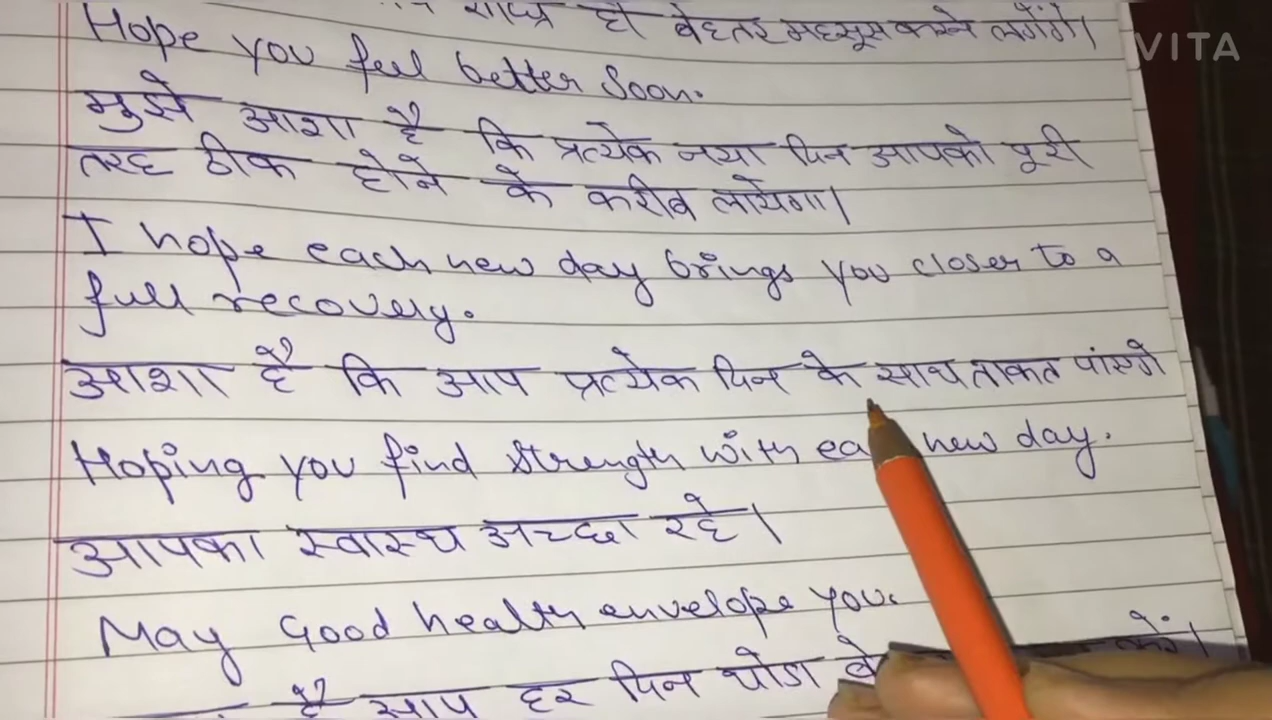 ही बेहतर महसूस करने लगेंगे।
VITA
Hope you feel better soon.
मुझे आशा है कि प्रत्येक नया दिन आपको पूरी
तरह ठीक होने के करीब लायेगा।
I hope each new day brings you closer to a
full recovery.
आशा है कि आप प्रत्येक दिन के साथ ताकत पांएगे
Hoping you find strength with each new day.
आपका स्वास्थ अच्छा रहे।
May Good health envelope you.
है आप हर दिन थोडा